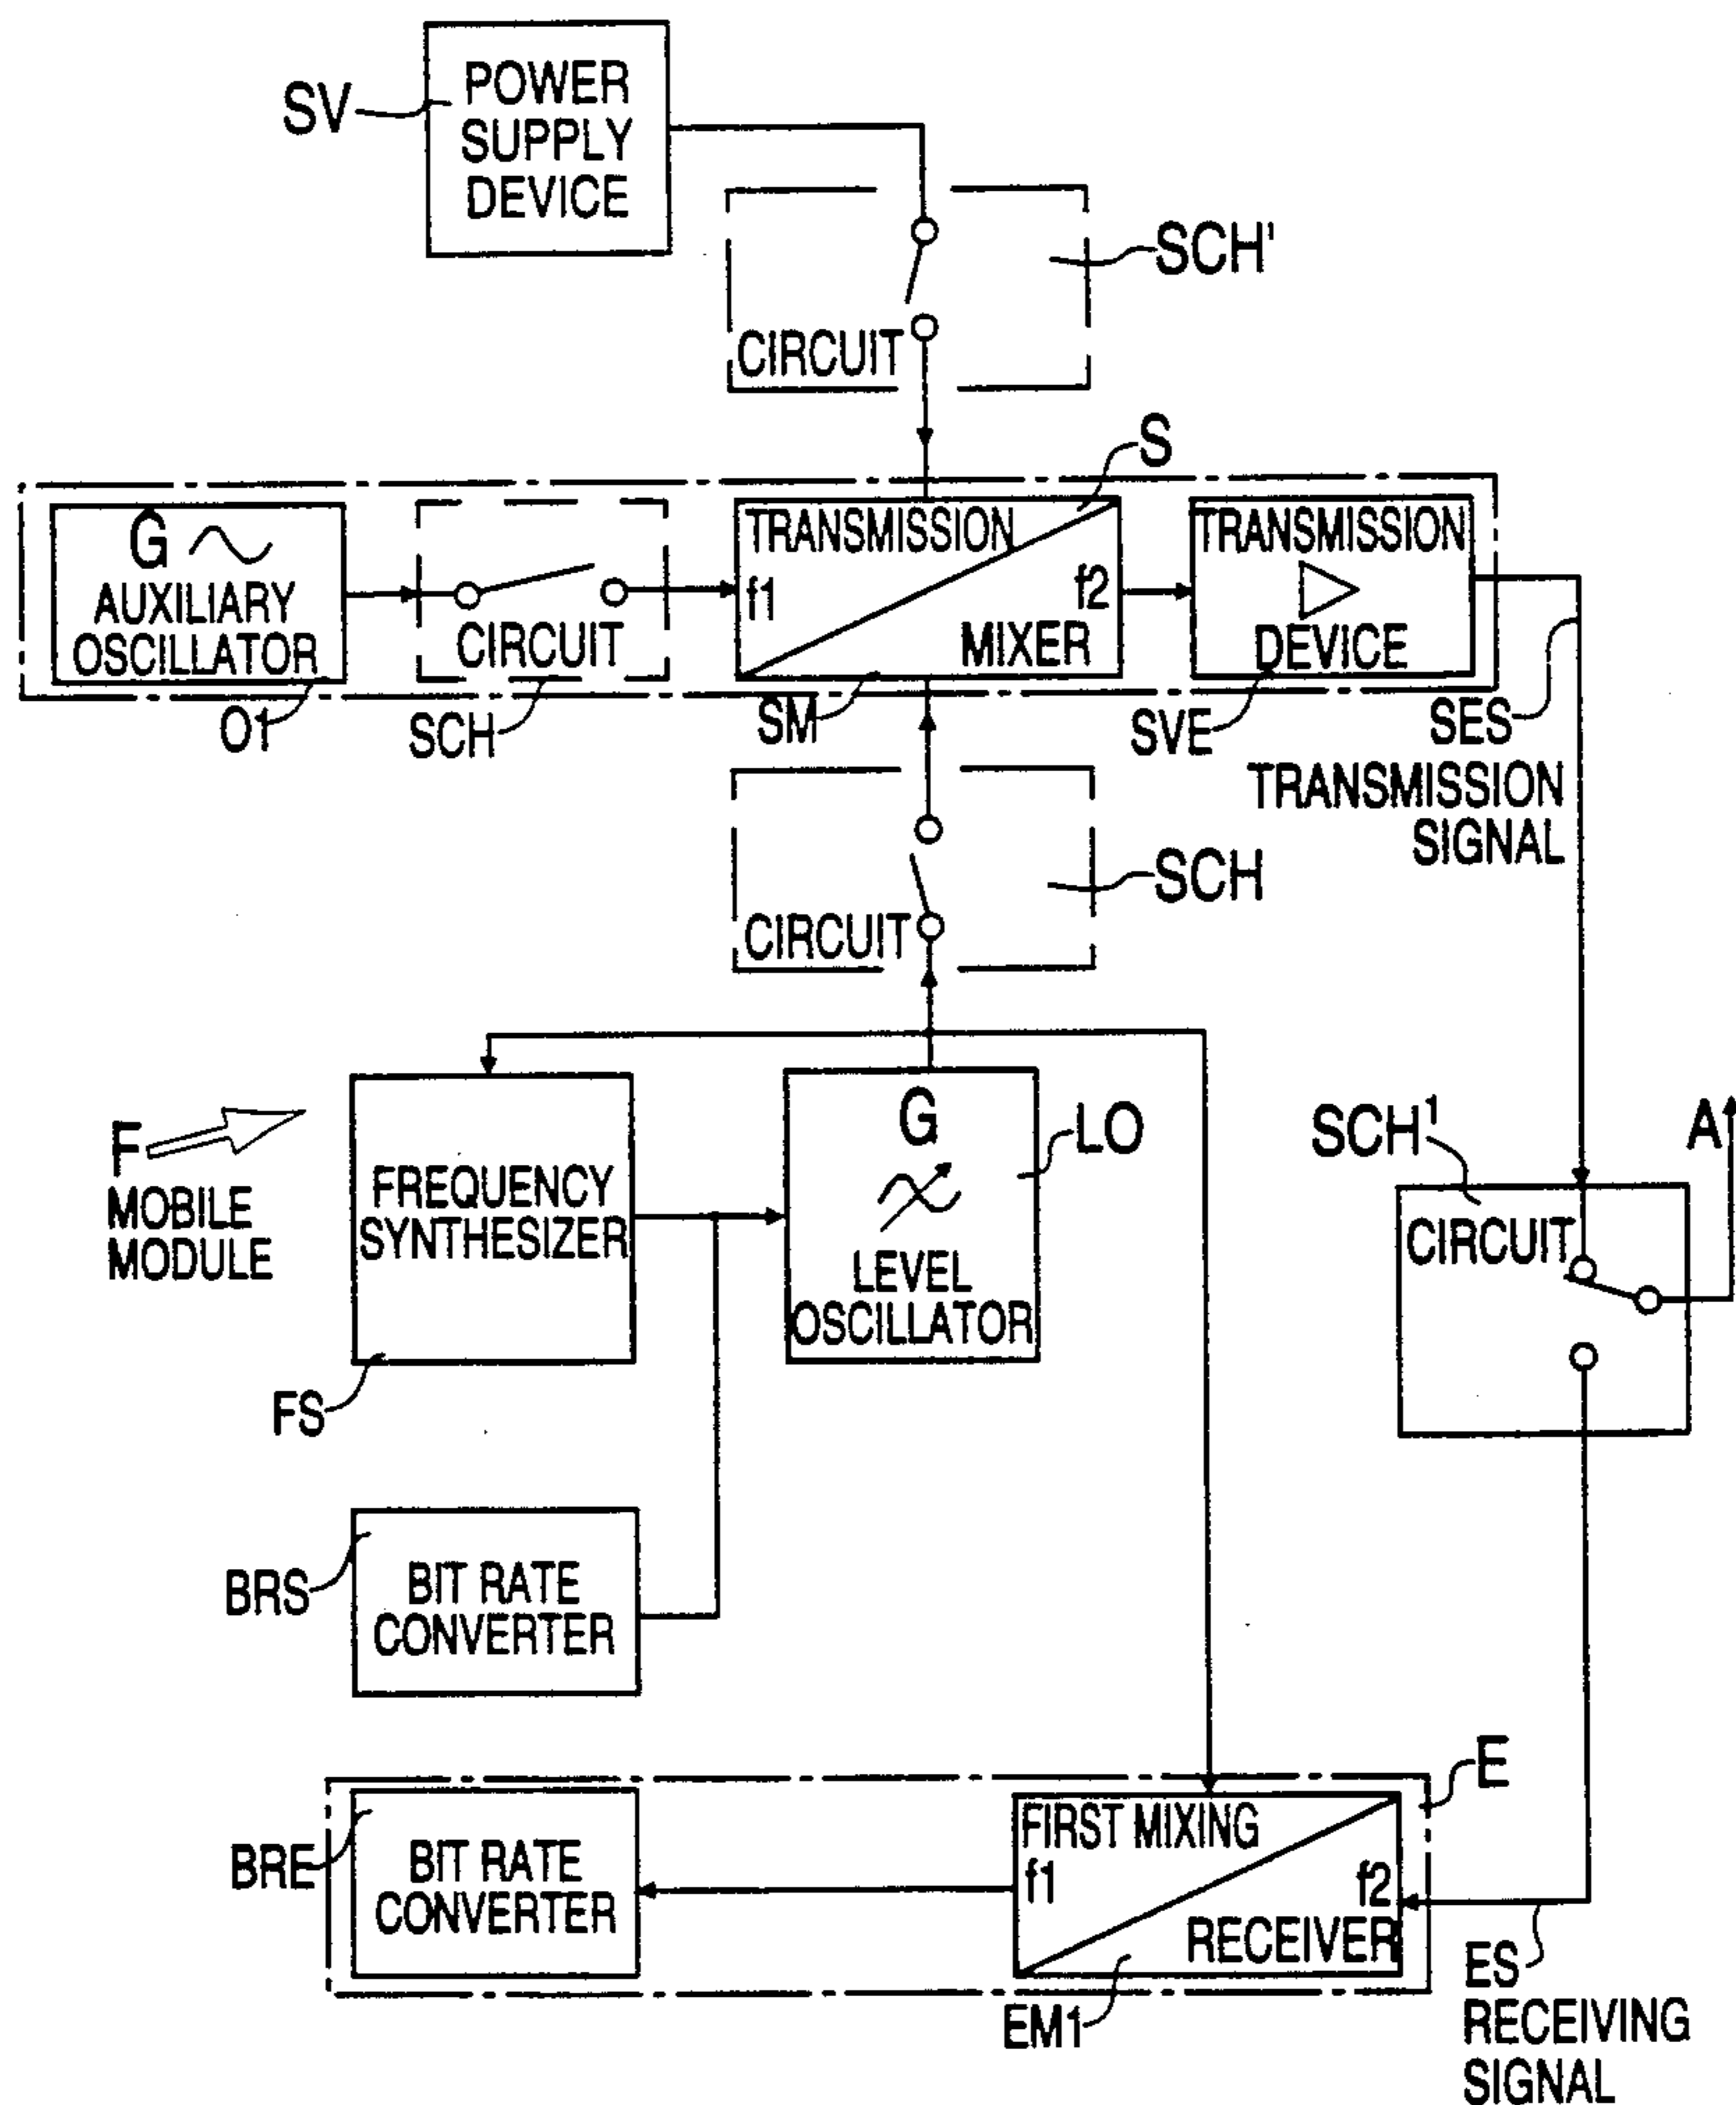 SV
POWER
SUPPLY
DEVICE
SCH'
CIRCUIT
S
G
AUXILIARY
OSCILLATOR
CIRCUIT
TRANSMISSION
f1
f2
MIXER
TRANSMISSION
DEVICE
O1
SCH
SM
SVE
SES
TRANSMISSION
SIGNAL
CIRCUIT
SCH
F
MOBILE
MODULE
FREQUENCY
SYNTHESIZER
FS
G
LEVEL
OSCILLATOR
LO
SCH'
A
CIRCUIT
BRS
BIT RATE
CONVERTER
E
BRE
BIT RATE
CONVERTER
FIRST MIXING
f1
f2
RECEIVER
EM1
ES
RECEIVING
SIGNAL